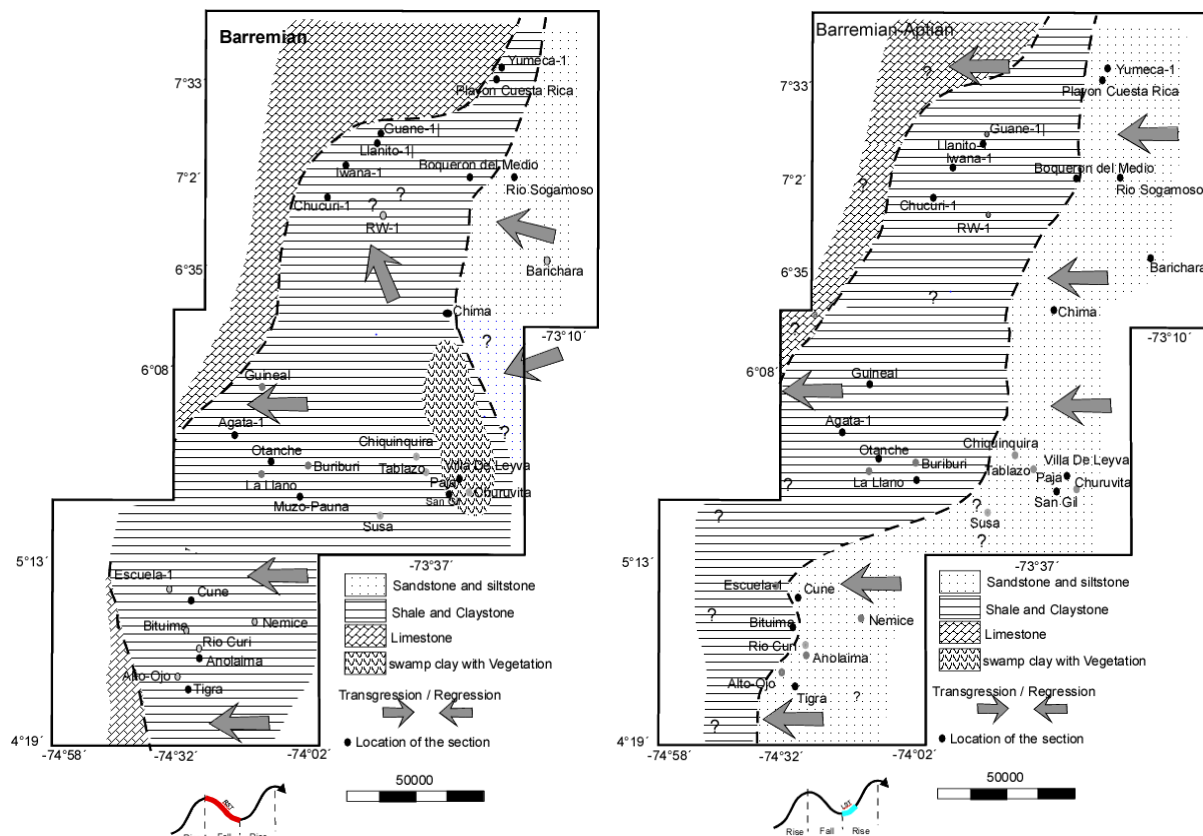 Barremian
7°33´
Yumeca-1
Playon Cuesta Rica
Guane-1|
Llanito-1|
Iwana-1
Boqueron del Medio
7°2´
Rio Sogamoso
?
Chucuri-1
?
RW-1
6°35´
Barichara
Chima
?
-73°10´
6°08´
Guineal
Agata-1
?
Chiquinquira
Otanche
Buriburi
Tablazo
Villa De Leyva
La Llano
Paja
Churuvita
Muzo-Pauna
San Gil
Susa
5°13´
-73°37´
Escuela-1
Cune
Bituima
Nemice
Rio Curi
Anolaima
Alto-Ojo
Tigra
4°19´
-74°58´
-74°32´
-74°02´
Sandstone and siltstone
Shale and Claystone
Limestone
swamp clay with Vegetation
Transgression / Regression
Location of the section
50000
RST
Fall
Barremian-Aptian
7°33´
?
Yumeca-1
Playon Cuesta Rica
Guane-1|
Llanito-1
Iwana-1
Boqueron del Medio
7°2´
?
Rio Sogamoso
Chucuri-1
RW-1
6°35´
Barichara
?
Chima
?
-73°10´
6°08´
Guineal
Agata-1
Chiquinquira
Otanche
Buriburi
Tablazo
Villa De Leyva
La Llano
Paja
Churuvita
?
San Gil
?
Susa
?
?
5°13´
-73°37´
Escuela-1
Cune
?
Bituima
Nemice
Rio Curi
Anolaima
Alto-Ojo
Tigra
?
?
4°19´
-74°58´
-74°32´
-74°02´
Sandstone and siltstone
Shale and Claystone
Limestone
swamp clay with Vegetation
Transgression / Regression
Location of the section
50000
LST
Rise Fall Rise